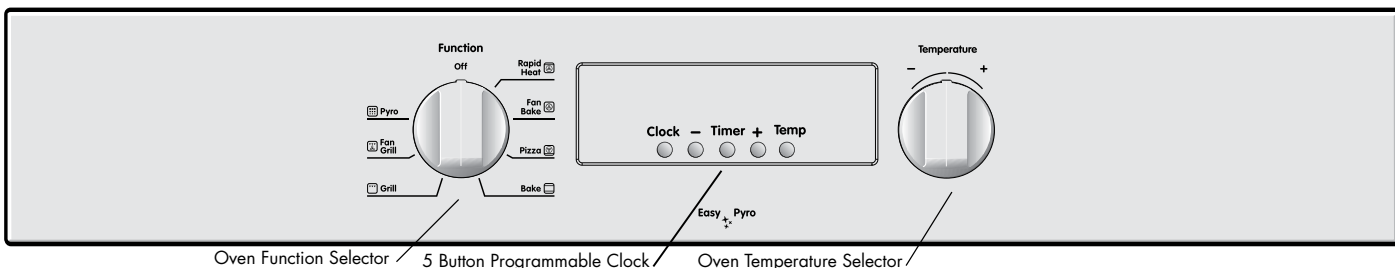 Function
Off
Rapid
Heat
Fan
Bake
Pizza
Bake
Pyro
Fan
Grill
Grill
Clock – Timer + Temp
Easy Pyro
Temperature
– +
Oven Function Selector
5 Button Programmable Clock
Oven Temperature Selector